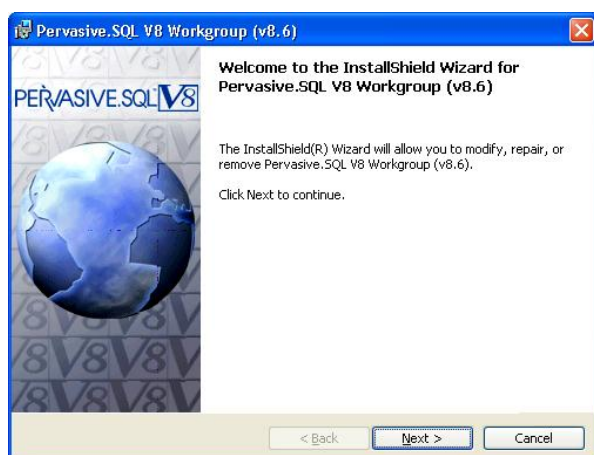 Pervasive.SQL V8 Workgroup (v8.6)
Welcome to the InstallShield Wizard for
Pervasive.SQL V8 Workgroup (v8.6)
PERVASIVE.SQL V8
The InstallShield(R) Wizard will allow you to modify, repair, or
remove Pervasive.SQL V8 Workgroup (v8.6).
Click Next to continue.
< Back
Next >
Cancel